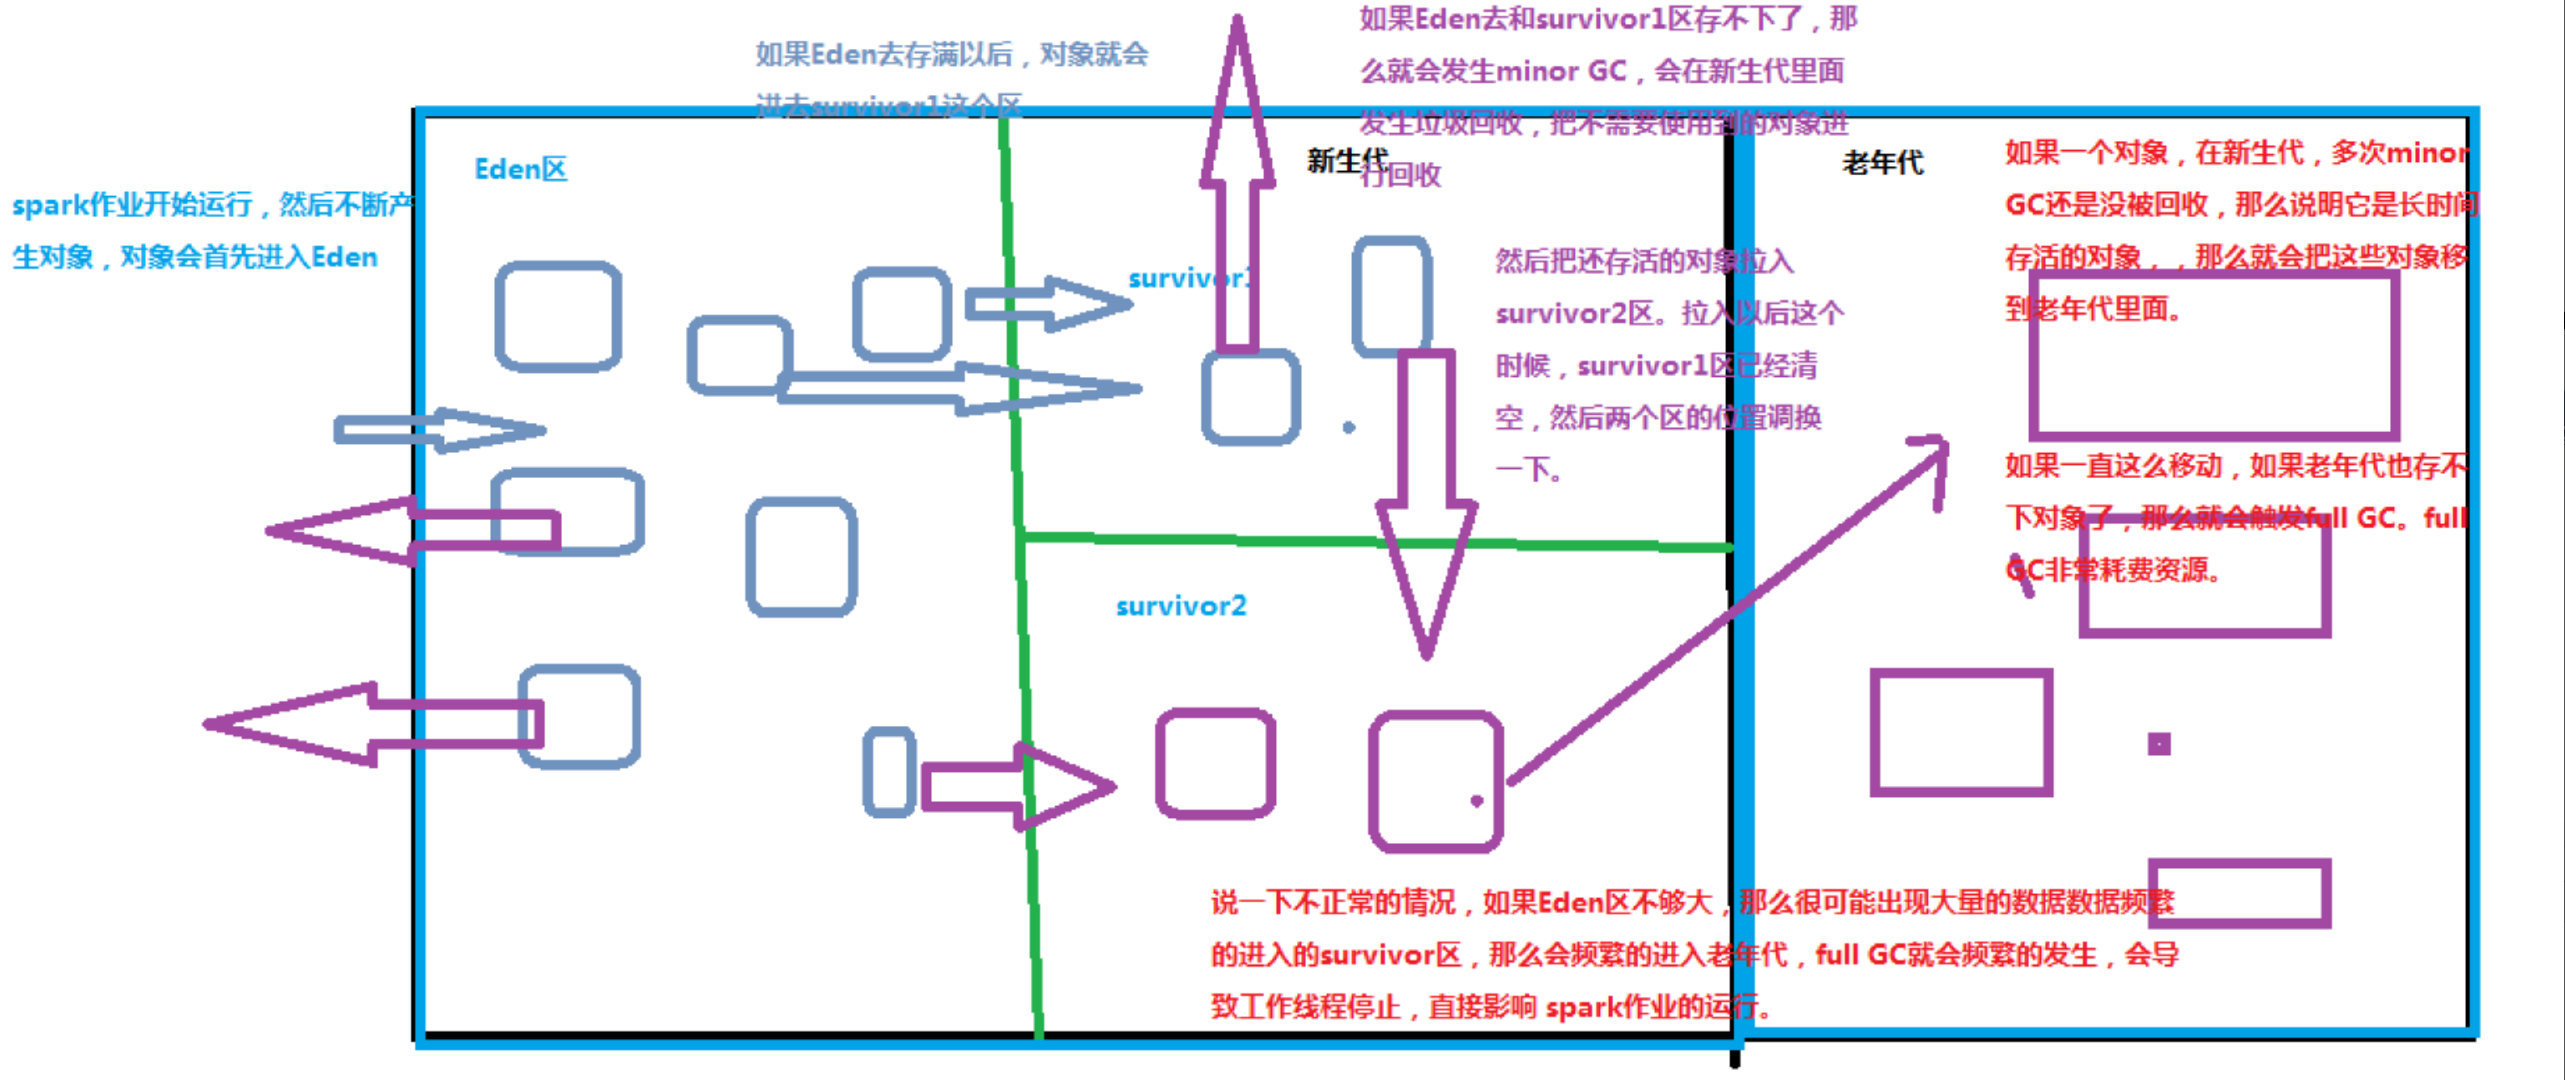 如果Eden去存满以后，对象就会
进去survivor1这个区
如果Eden去和survivor1区存不下了，那
么就会发生minor GC，会在新生代里面
发生垃圾回收，把不需要使用到的对象进
行回收
Eden区
新生代
老年代
spark作业开始运行，然后不断产
生对象，对象会首先进入Eden
如果一个对象，在新生代，多次minor
GC还是没被回收，那么说明它是长时间
存活的对象，，那么就会把这些对象移
到老年代里面。
survivor1
然后把还存活的对象拉入
survivor2区。拉入以后这个
时候，survivor1区已经清
空，然后两个区的位置调换
一下。
如果一直这么移动，如果老年代也存不
下对象了，那么就会触发full GC。full
GC非常耗费资源。
survivor2
说一下不正常的情况，如果Eden区不够大，那么很可能出现大量的数据数据频繁
的进入的survivor区，那么会频繁的进入老年代，full GC就会频繁的发生，会导
致工作线程停止，直接影响 spark作业的运行。